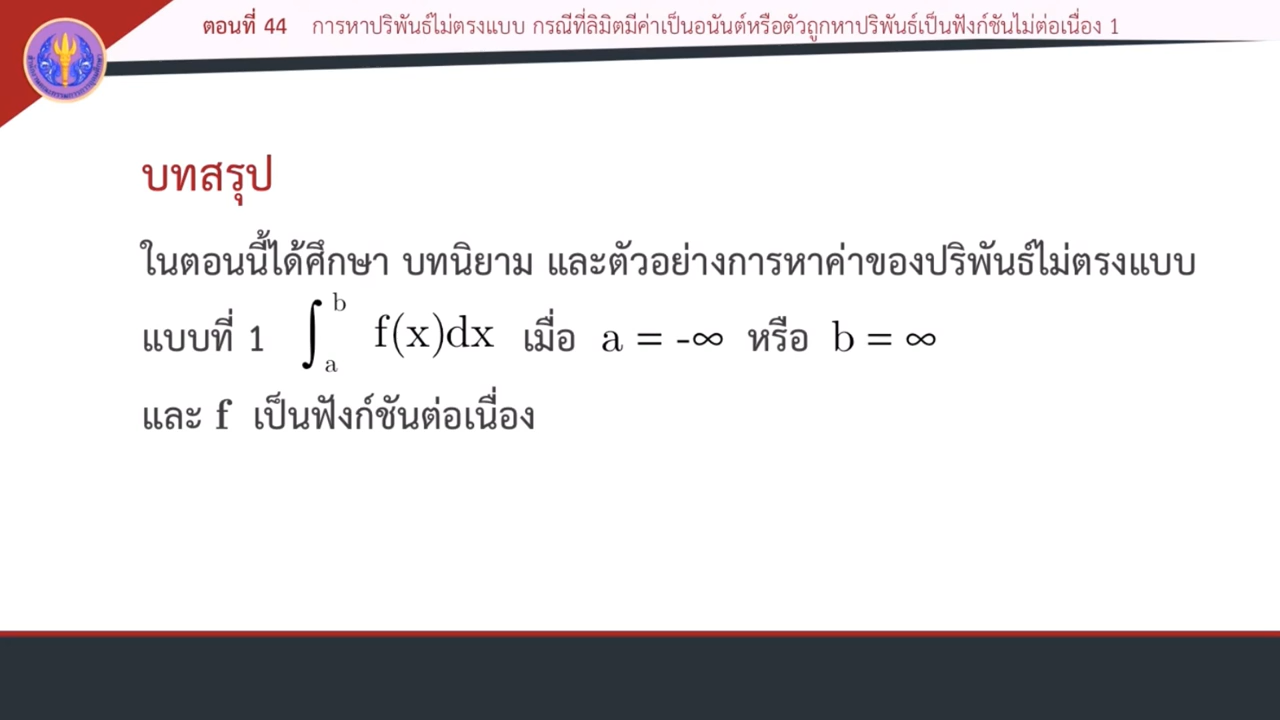 ตอนที่ 44 การหาปริพันธ์ไม่ตรงแบบ กรณีที่ลิมิตมีค่าเป็นอนันต์หรือตัวถูกหาปริพันธ์เป็นฟังก์ชันไม่ต่อเนื่อง 1
บทสรุป
ในตอนนี้ได้ศึกษา บทนิยาม และตัวอย่างการหาค่าของปริพันธ์ไม่ตรงแบบ
แบบที่ 1 ∫ₐᵇ f(x)dx เมื่อ a = -∞ หรือ b = ∞
และ f เป็นฟังก์ชันต่อเนื่อง